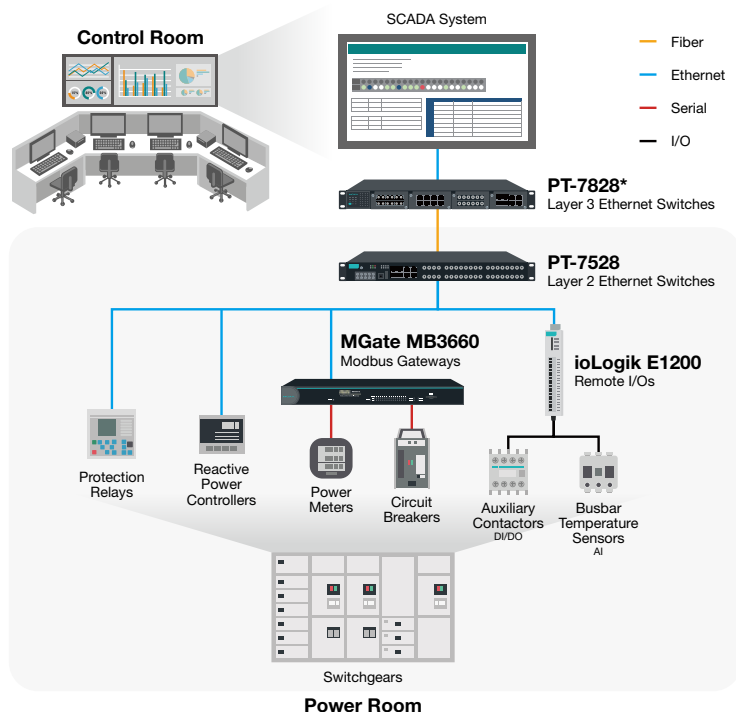 SCADA System
Control Room
Fiber
Ethernet
Serial
I/O
PT-7828*
Layer 3 Ethernet Switches
PT-7528
Layer 2 Ethernet Switches
MGate MB3660
Modbus Gateways
ioLogik E1200
Remote I/Os
Protection
Relays
Reactive
Power
Controllers
Power
Meters
Circuit
Breakers
Auxiliary
Contactors
DI/DO
Busbar
Temperature
Sensors
AI
Switchgears
Power Room